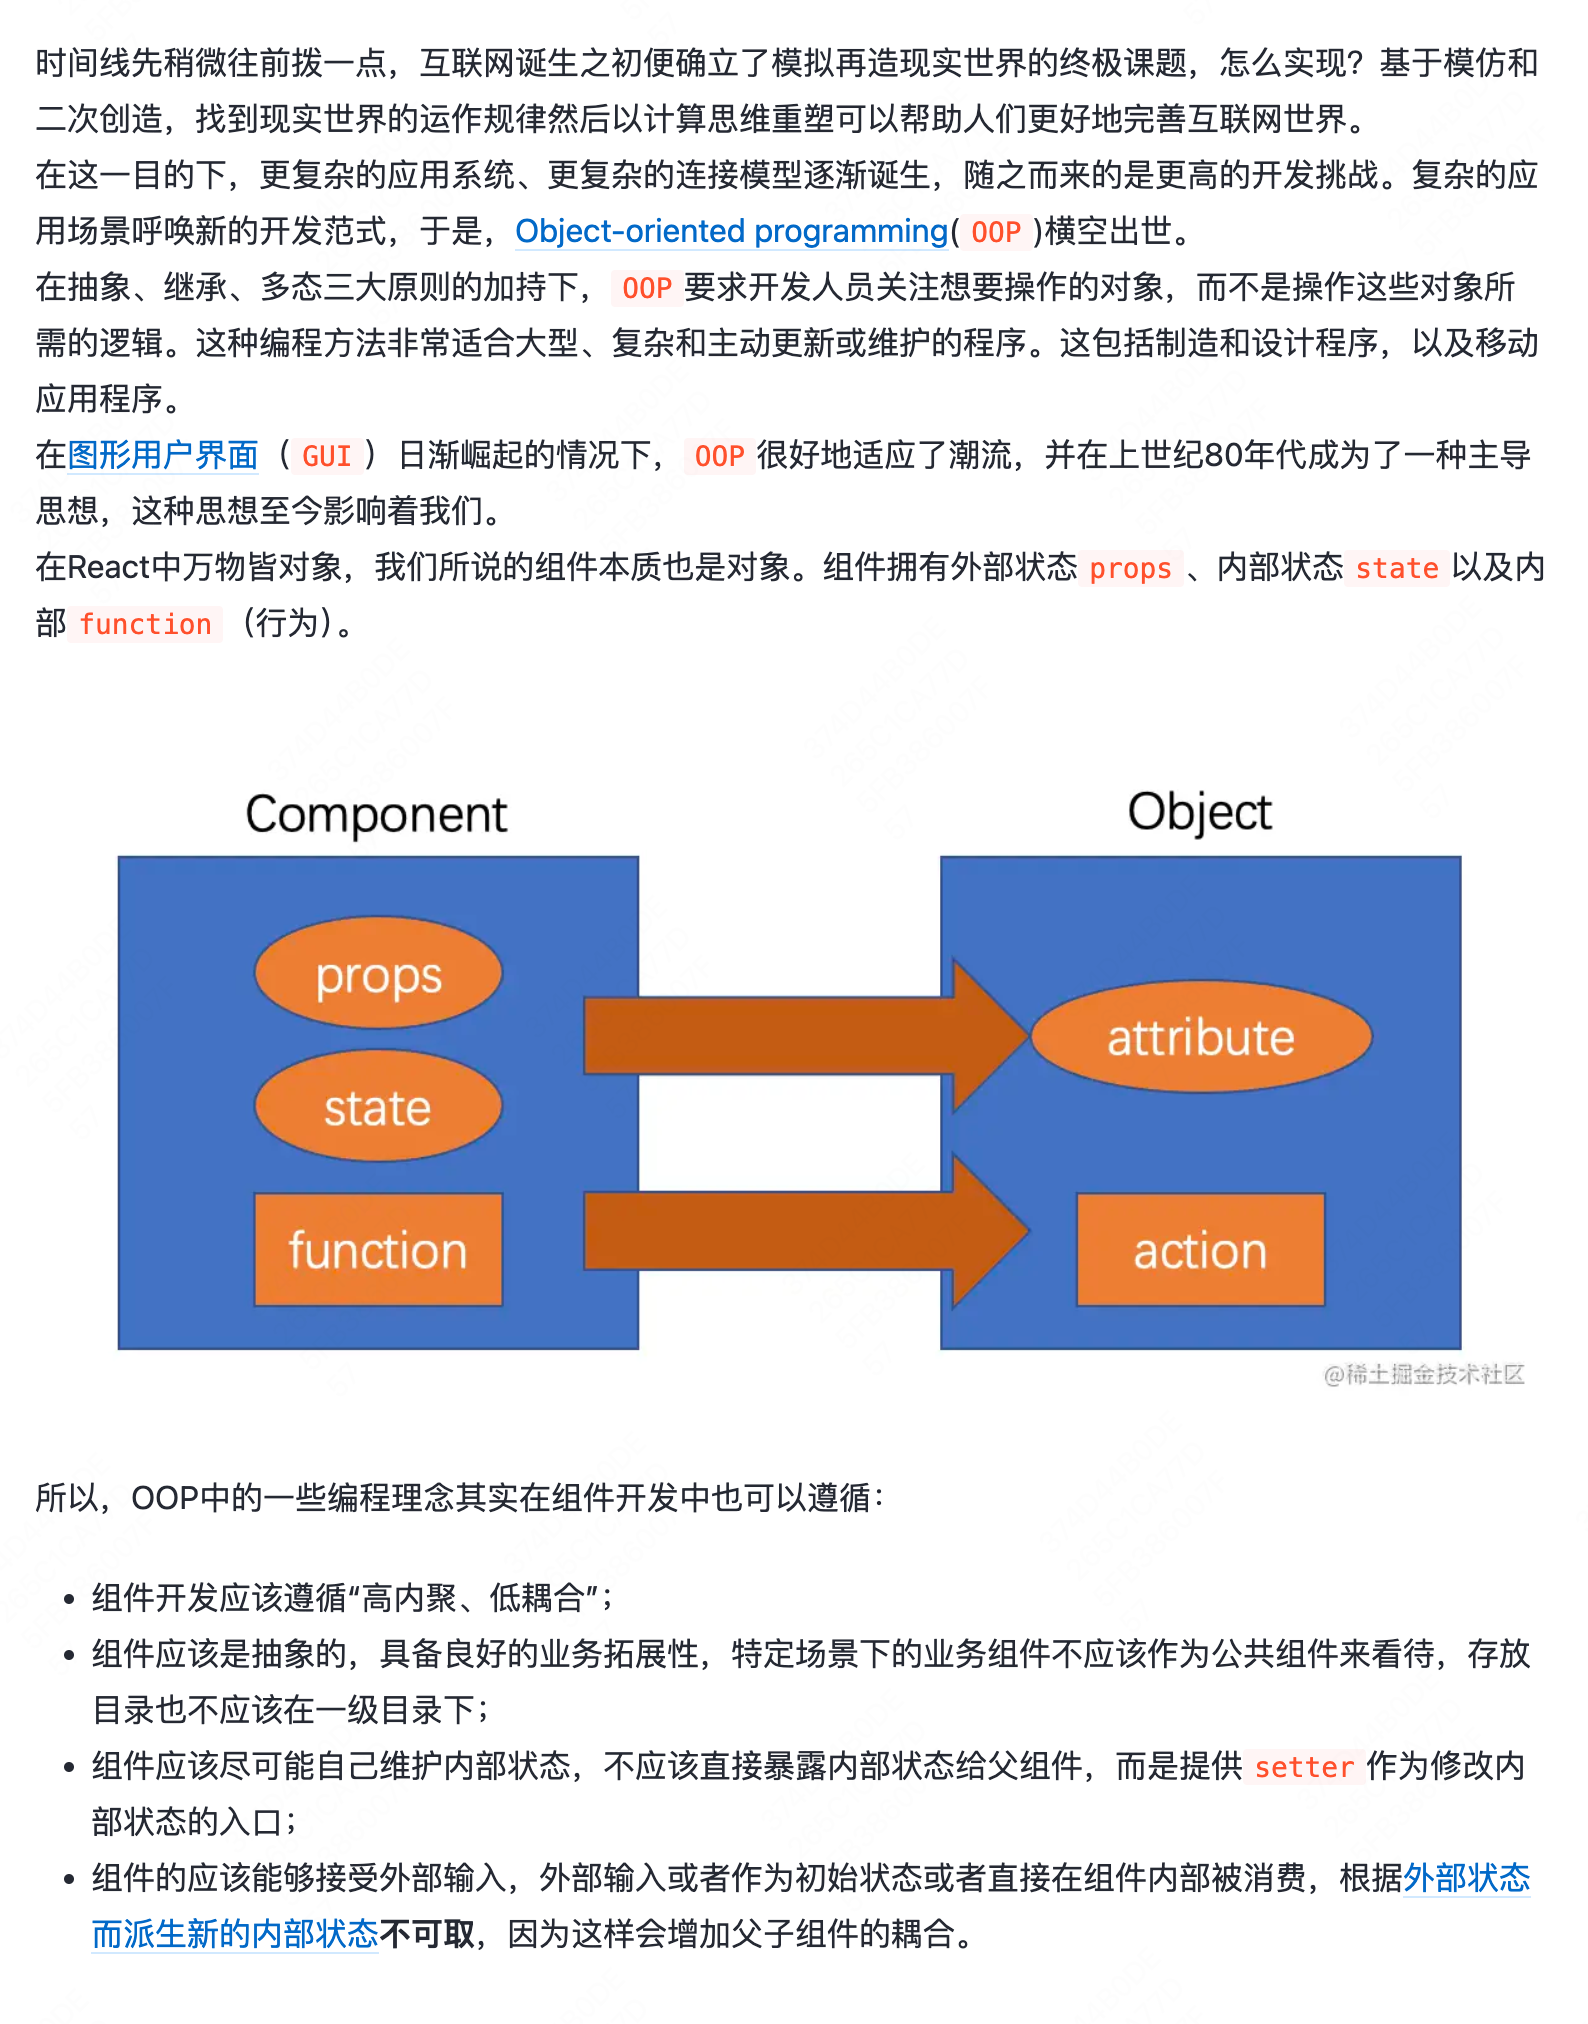 时间线先稍微往前拨一点，互联网诞生之初便确立了模拟再造现实世界的终极课题，怎么实现？基于模仿和
二次创造，找到现实世界的运作规律然后以计算思维重塑可以帮助人们更好地完善互联网世界。
在这一目的下，更复杂的应用系统、更复杂的连接模型逐渐诞生，随之而来的是更高的开发挑战。复杂的应
用场景呼唤新的开发范式，于是，Object-oriented programming( OOP )横空出世。
在抽象、继承、多态三大原则的加持下， OOP 要求开发人员关注想要操作的对象，而不是操作这些对象所
需的逻辑。这种编程方法非常适合大型、复杂和主动更新或维护的程序。这包括制造和设计程序，以及移动
应用程序。
在图形用户界面（ GUI ）日渐崛起的情况下， OOP 很好地适应了潮流，并在上世纪80年代成为了一种主导
思想，这种思想至今影响着我们。
在React中万物皆对象，我们所说的组件本质也是对象。组件拥有外部状态 props 、内部状态 state 以及内
部 function （行为）。
Component
Object
props
state
function
attribute
action
@稀土掘金技术社区
所以，OOP中的一些编程理念其实在组件开发中也可以遵循：
• 组件开发应该遵循“高内聚、低耦合”；
• 组件应该是抽象的，具备良好的业务拓展性，特定场景下的业务组件不应该作为公共组件来看待，存放
目录也不应该在一级目录下；
• 组件应该尽可能自己维护内部状态，不应该直接暴露内部状态给父组件，而是提供 setter 作为修改内
部状态的入口；
• 组件的应该能够接受外部输入，外部输入或者作为初始状态或者直接在组件内部被消费，根据外部状态
而派生新的内部状态不可取，因为这样会增加父子组件的耦合。